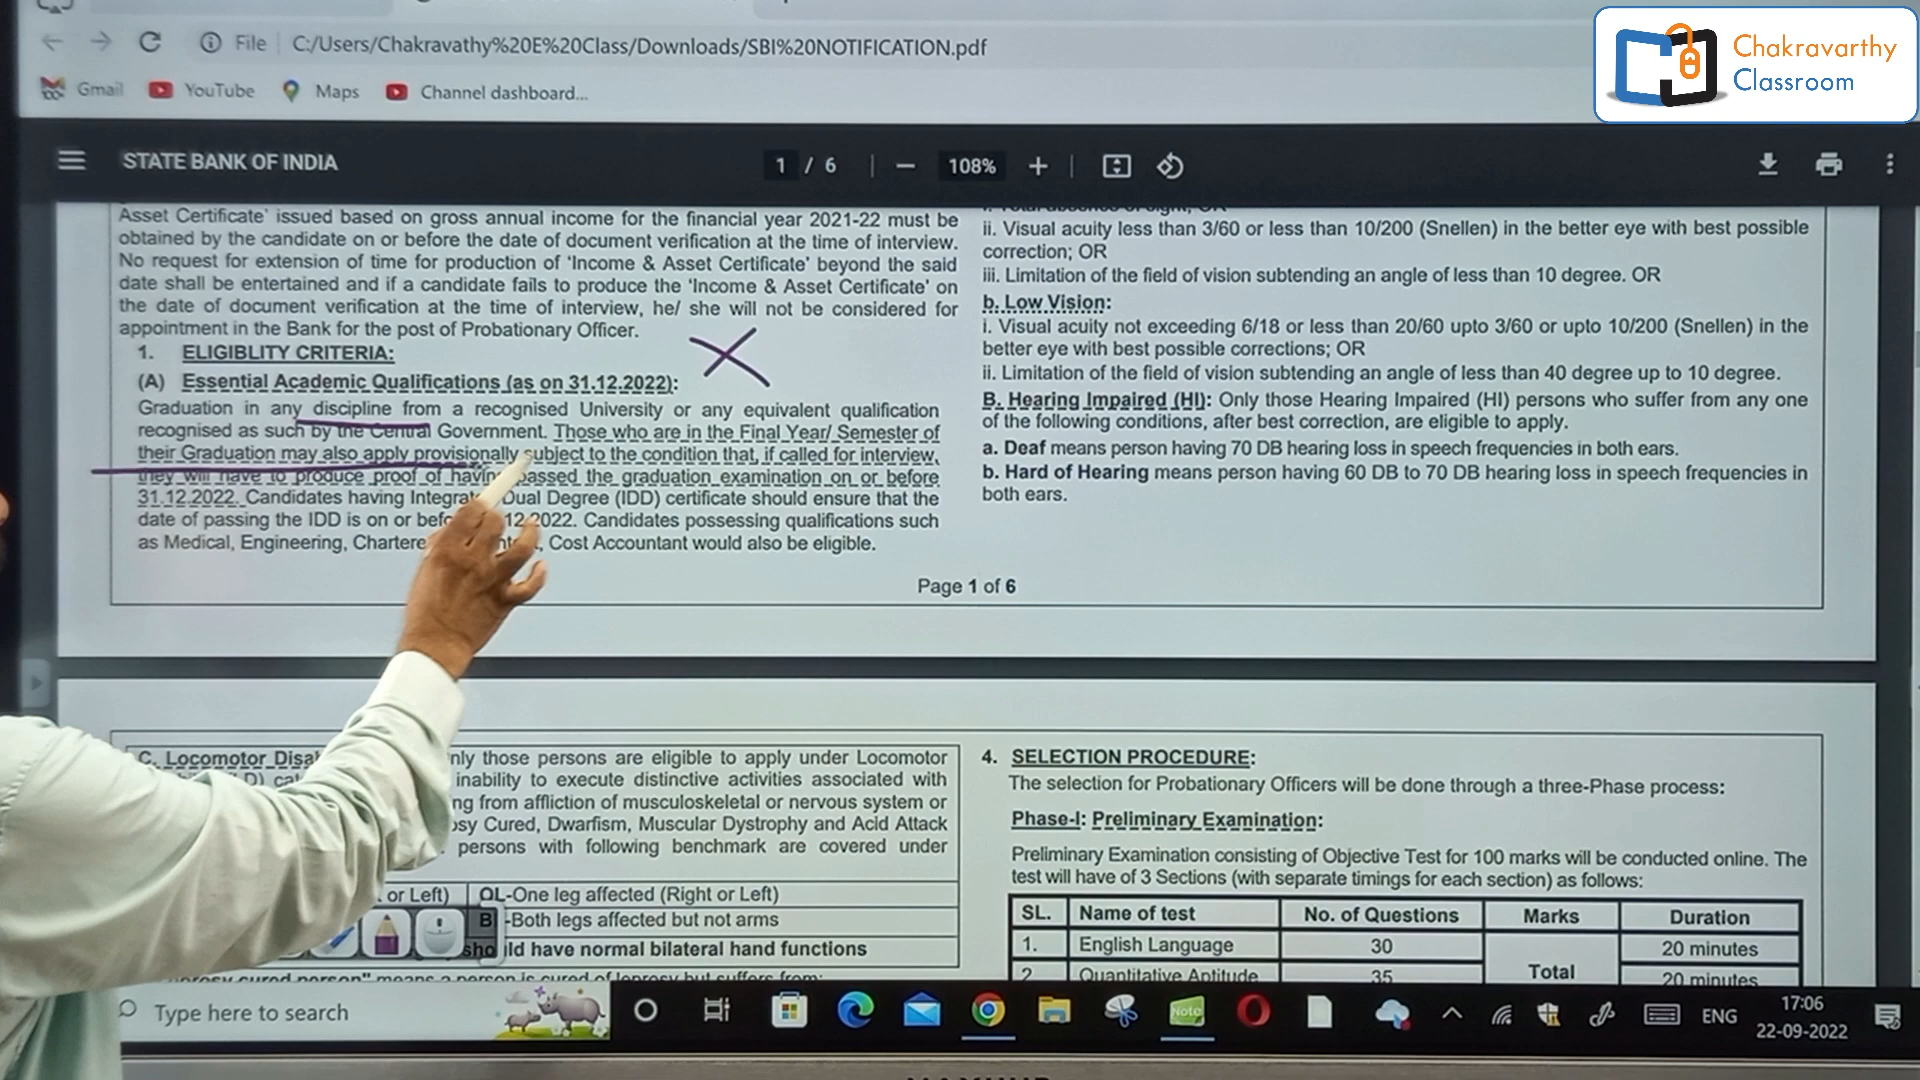 File C:/Users/Chakravathy%20E%20Class/Downloads/SBI%20NOTIFICATION.pdf
Chakravarthy
Classroom
Gmail YouTube Maps Channel dashboard...
STATE BANK OF INDIA 1 / 6 108%
Asset Certificate' issued based on gross annual income for the financial year 2021-22 must be
obtained by the candidate on or before the date of document verification at the time of interview.
No request for extension of time for production of 'Income & Asset Certificate' beyond the said
date shall be entertained and if a candidate fails to produce the 'Income & Asset Certificate' on
the date of document verification at the time of interview, he/ she will not be considered for
appointment in the Bank for the post of Probationary Officer.
1. ELIGIBLITY CRITERIA:
(A) Essential Academic Qualifications (as on 31.12.2022):
Graduation in any discipline from a recognised University or any equivalent qualification
recognised as such by the Central Government. Those who are in the Final Year/ Semester of
their Graduation may also apply provisionally subject to the condition that, if called for interview,
they will have to produce proof of having passed the graduation examination on or before
31.12.2022. Candidates having Dual Degree (IDD) certificate should ensure that the
date of passing the IDD is on or 12.2022. Candidates possessing qualifications such
as Medical, Engineering, Cost Accountant would also be eligible.
ii. Visual acuity less than 3/60 or less than 10/200 (Snellen) in the better eye with best possible
correction; OR
iii. Limitation of the field of vision subtending an angle of less than 10 degree. OR
b. Low Vision:
i. Visual acuity not exceeding 6/18 or less than 20/60 upto 3/60 or upto 10/200 (Snellen) in the
better eye with best possible corrections; OR
ii. Limitation of the field of vision subtending an angle of less than 40 degree up to 10 degree.
B. Hearing Impaired (HI): Only those Hearing Impaired (HI) persons who suffer from any one
of the following conditions, after best correction, are eligible to apply.
a. Deaf means person having 70 DB hearing loss in speech frequencies in both ears.
b. Hard of Hearing means person having 60 DB to 70 DB hearing loss in speech frequencies in
both ears.
Page 1 of 6
C. Locomotor those persons are eligible to apply under Locomotor
inability to execute distinctive activities associated with
from affliction of musculoskeletal or nervous system or
Cured, Dwarfism, Muscular Dystrophy and Acid Attack
persons with following benchmark are covered under
or Left) OL-One leg affected (Right or Left)
-Both legs affected but not arms
should have normal bilateral hand functions
person" means a person is cured of leprosy but suffers from:
4. SELECTION PROCEDURE:
The selection for Probationary Officers will be done through a three-Phase process:
Phase-I: Preliminary Examination:
Preliminary Examination consisting of Objective Test for 100 marks will be conducted online. The
test will have of 3 Sections (with separate timings for each section) as follows:
SL. Name of test No. of Questions Marks Duration
1. English Language 30 20 minutes
Total
2. Quantitative Aptitude 35 20 minutes
Type here to search
Note
ENG
17:06
22-09-2022